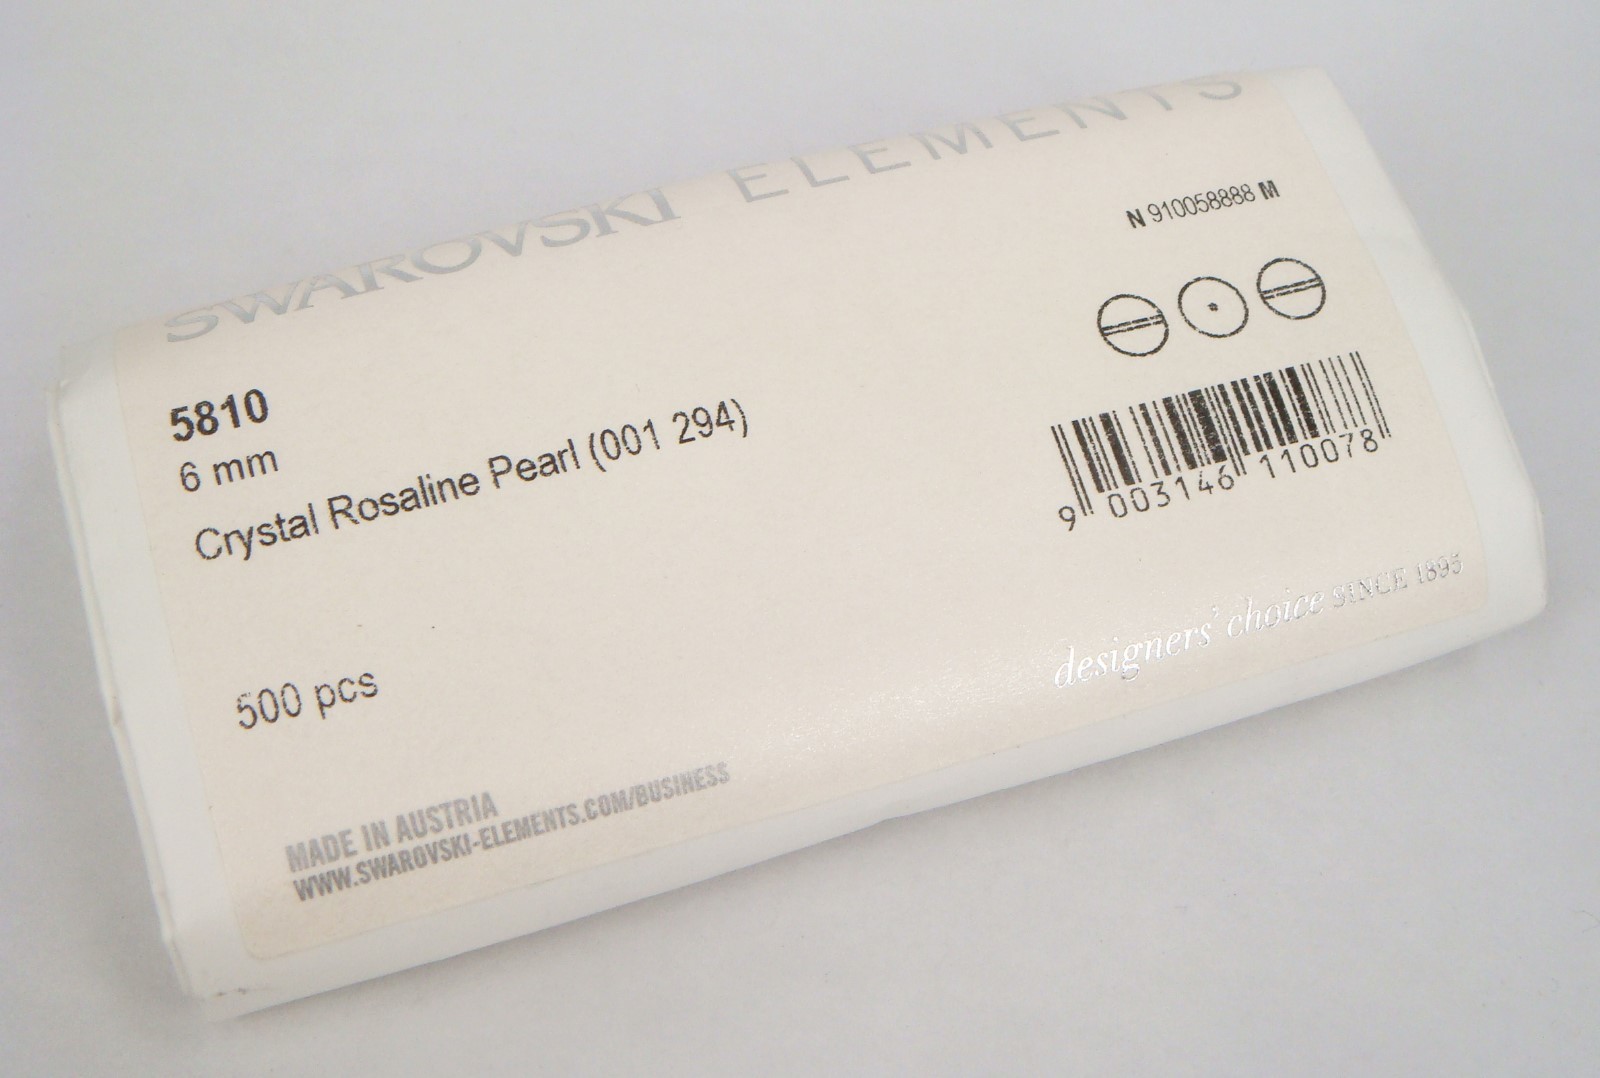 SWAROVSKI ELEMENTS
N 910058888 M
5810
6 mm
Crystal Rosaline Pearl (001 294)
9 003146 110078
500 pcs
designers' choice SINCE 1895
MADE IN AUSTRIA
WWW.SWAROVSKI-ELEMENTS.COM/BUSINESS